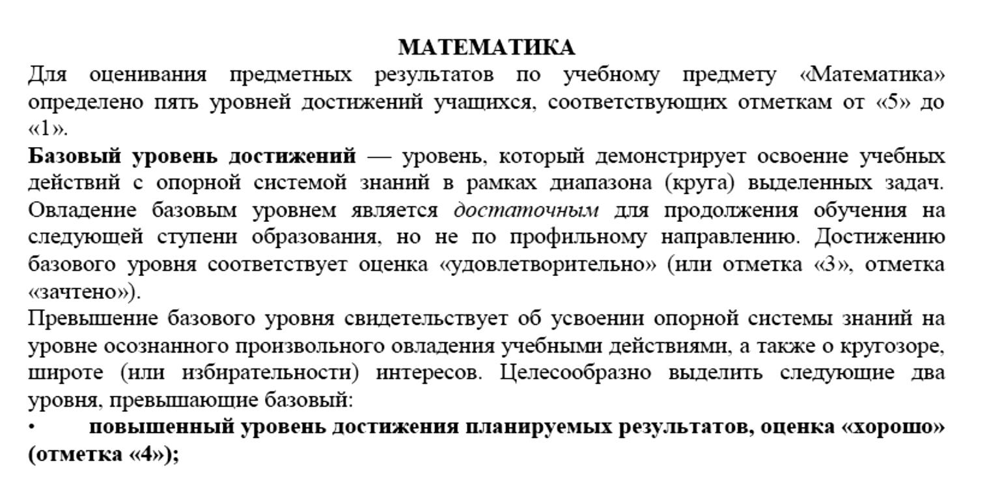 МАТЕМАТИКА
Для оценивания предметных результатов по учебному предмету «Математика»
определено пять уровней достижений учащихся, соответствующих отметкам от «5» до
«1».
Базовый уровень достижений — уровень, который демонстрирует освоение учебных
действий с опорной системой знаний в рамках диапазона (круга) выделенных задач.
Овладение базовым уровнем является достаточным для продолжения обучения на
следующей ступени образования, но не по профильному направлению. Достижению
базового уровня соответствует оценка «удовлетворительно» (или отметка «3», отметка
«зачтено»).
Превышение базового уровня свидетельствует об усвоении опорной системы знаний на
уровне осознанного произвольного овладения учебными действиями, а также о кругозоре,
широте (или избирательности) интересов. Целесообразно выделить следующие два
уровня, превышающие базовый:
• повышенный уровень достижения планируемых результатов, оценка «хорошо»
(отметка «4»);